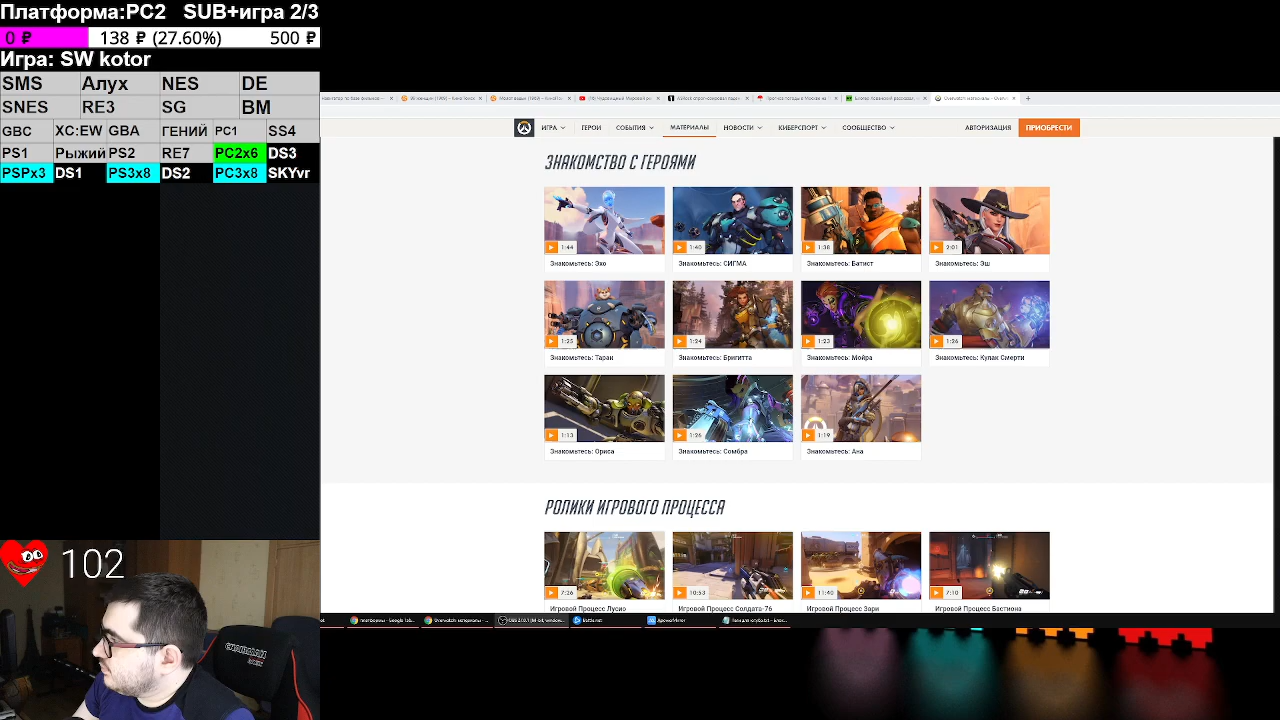 Платформа:PC2 SUB+игра 2/3
0 ₽ 138 ₽ (27.60%) 500 ₽
Игра: SW kotor
SMS Алух NES DE
SNES RE3 SG BM
GBC XC:EW GBA ГЕНИЙ PC1 SS4
PS1 Рыжий PS2 RE7 PC2x6 DS3
PSPx3 DS1 PS3x8 DS2 PC3x8 SKYvr
ИГРА ГЕРОИ СОБЫТИЯ МАТЕРИАЛЫ НОВОСТИ КИБЕРСПОРТ СООБЩЕСТВО АВТОРИЗАЦИЯ ПРИОБРЕСТИ
ЗНАКОМСТВО С ГЕРОЯМИ
1:44 1:40 1:38 2:01
Знакомьтесь: Эхо Знакомьтесь: СИГМА Знакомьтесь: Батист Знакомьтесь: Эш
1:25 1:24 1:23 1:26
Знакомьтесь: Таран Знакомьтесь: Бригитта Знакомьтесь: Мойра Знакомьтесь: Кулак Смерти
1:13 1:26 1:19
Знакомьтесь: Ориса Знакомьтесь: Сомбра Знакомьтесь: Ана
РОЛИКИ ИГРОВОГО ПРОЦЕССА
7:26 10:53 11:40 7:10
Игровой Процесс Лусио Игровой Процесс Солдата-76 Игровой Процесс Зари Игровой Процесс Бастиона
102